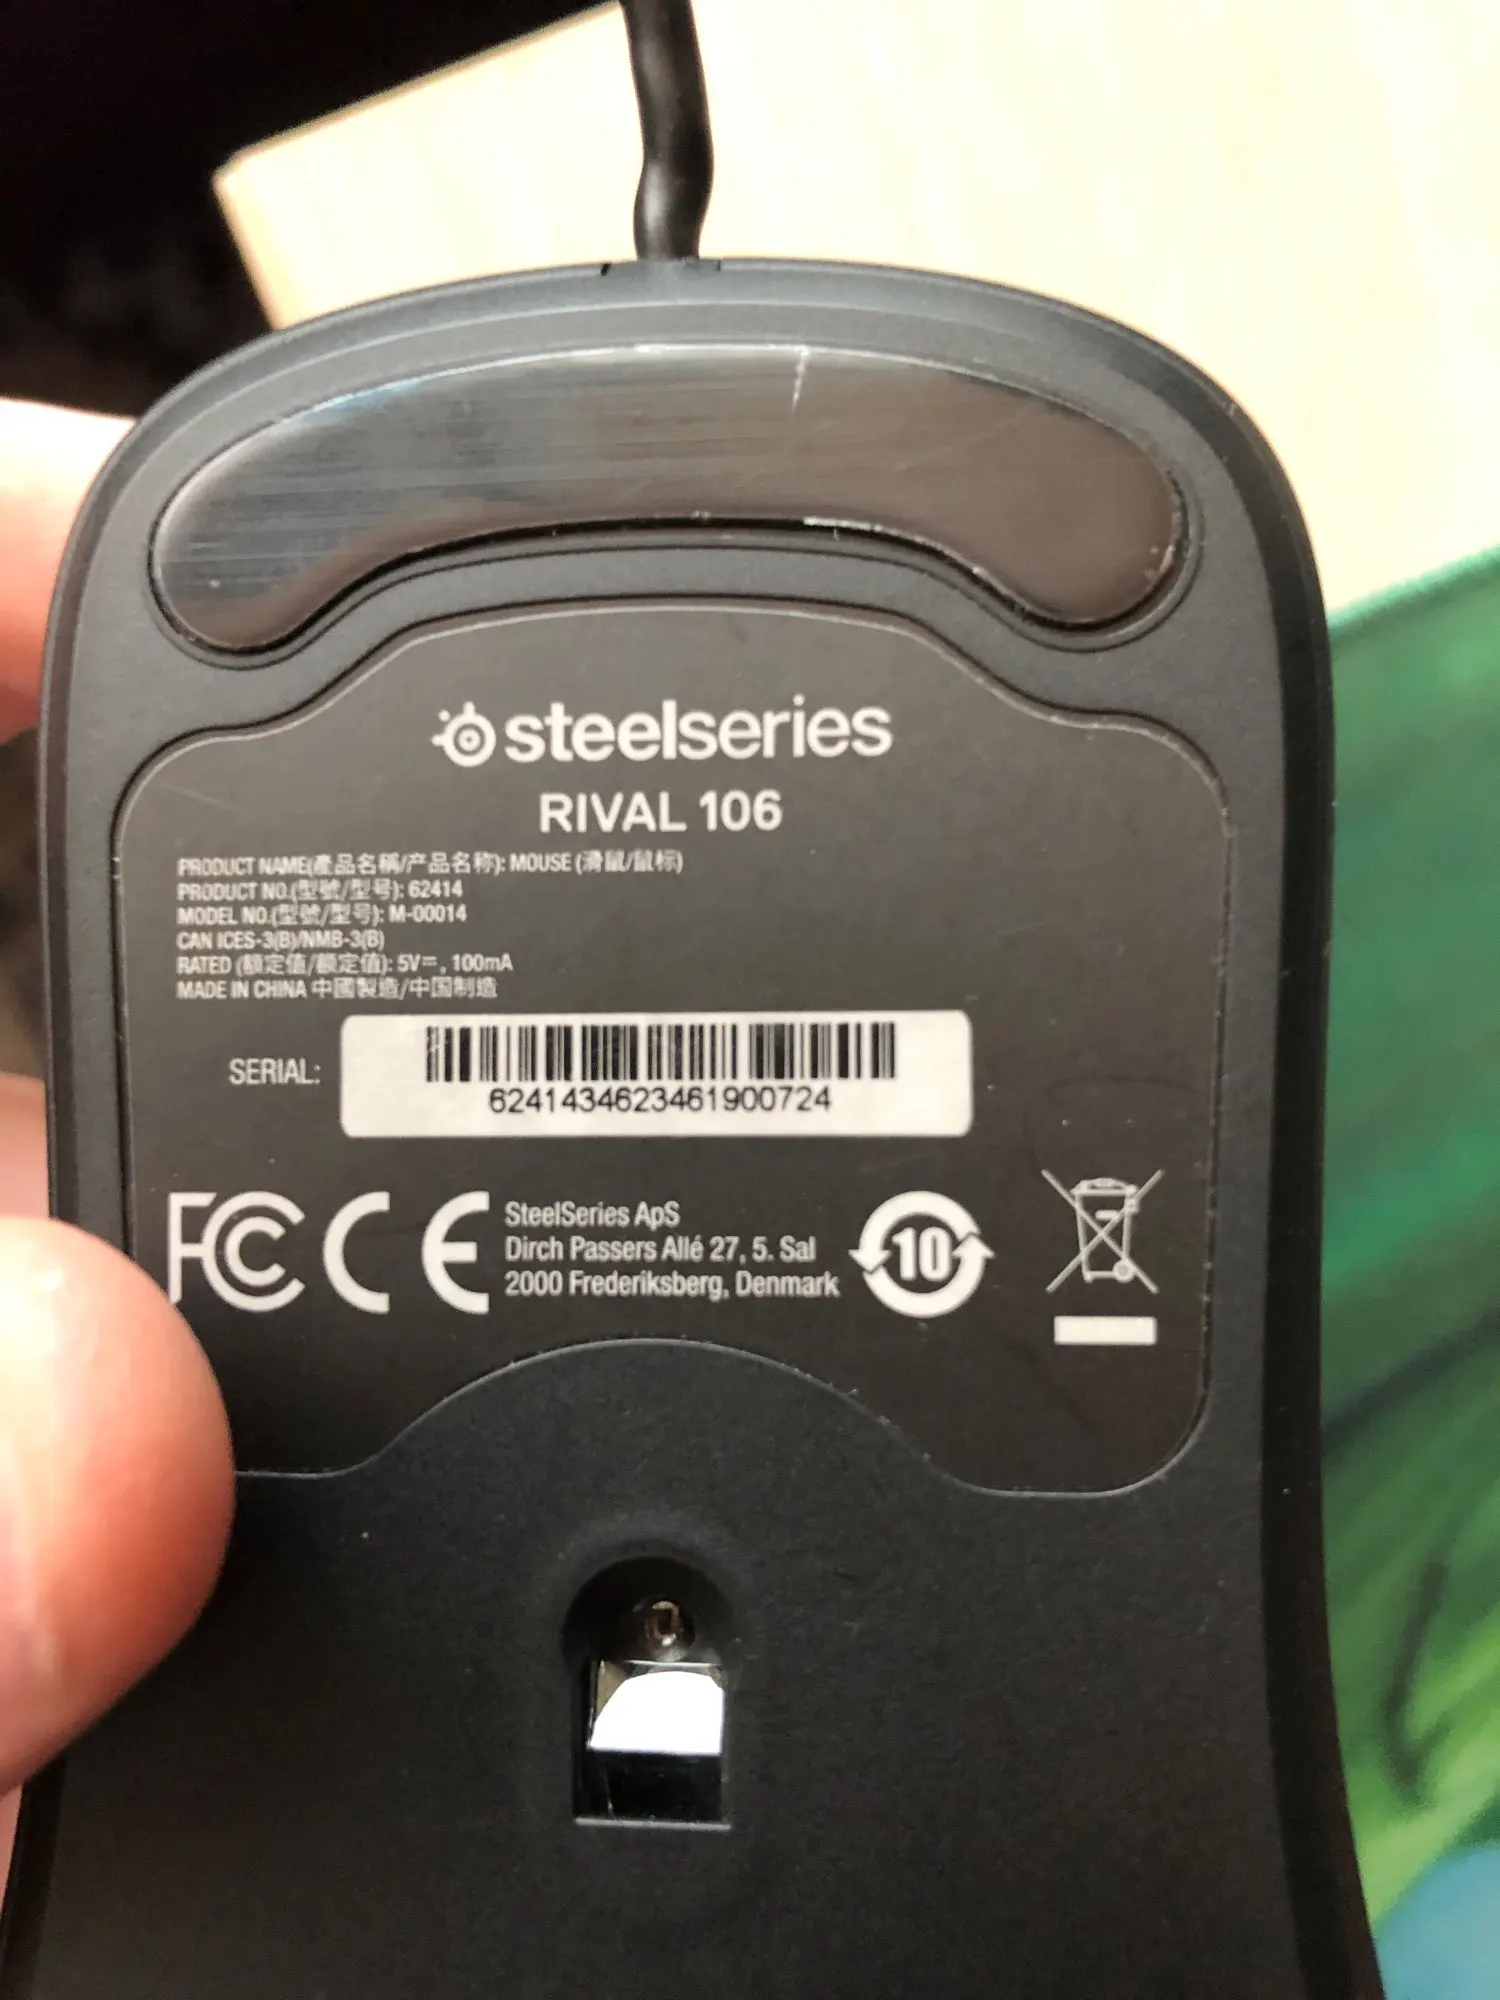 steelseries
RIVAL 106
PRODUCT NAME(產品名稱/产品名称): MOUSE (滑鼠/鼠标)
PRODUCT NO.(型號/型号): 62414
MODEL NO.(型號/型号): M-00014
CAN ICES-3(B)/NMB-3(B)
RATED (額定值/额定值): 5V⎓, 100mA
MADE IN CHINA 中國製造/中国制造
SERIAL:
6241434623461900724
FC CE
SteelSeries ApS
Dirch Passers Allé 27, 5. Sal
2000 Frederiksberg, Denmark
10